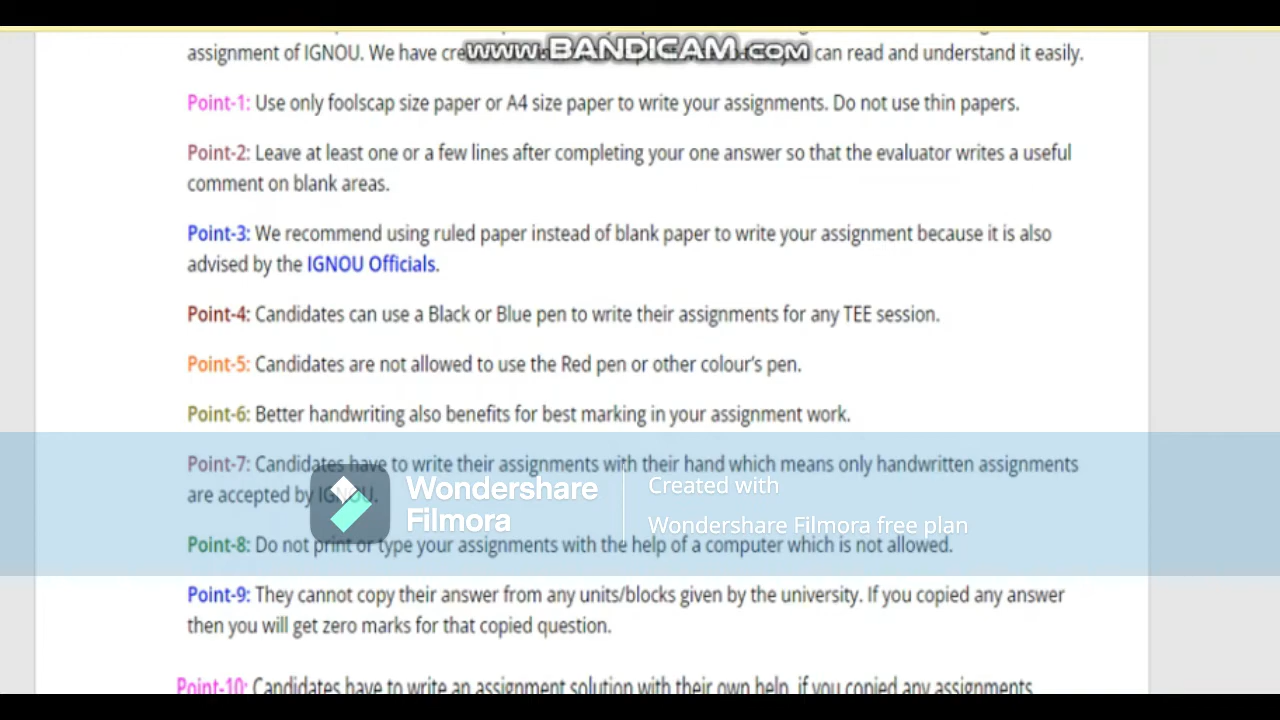 assignment of IGNOU. We have can read and understand it easily.
www.BANDICAM.com
Point-1: Use only foolscap size paper or A4 size paper to write your assignments. Do not use thin papers.
Point-2: Leave at least one or a few lines after completing your one answer so that the evaluator writes a useful
comment on blank areas.
Point-3: We recommend using ruled paper instead of blank paper to write your assignment because it is also
advised by the IGNOU Officials.
Point-4: Candidates can use a Black or Blue pen to write their assignments for any TEE session.
Point-5: Candidates are not allowed to use the Red pen or other colour's pen.
Point-6: Better handwriting also benefits for best marking in your assignment work.
Point-7: Candidates have to write their assignments with their hand which means only handwritten assignments
are accepted by IGNOU.
Wondershare
Filmora
Created with
Wondershare Filmora free plan
Point-8: Do not print or type your assignments with the help of a computer which is not allowed.
Point-9: They cannot copy their answer from any units/blocks given by the university. If you copied any answer
then you will get zero marks for that copied question.
Point-10: Candidates have to write an assignment solution with their own help, if you copied any assignments